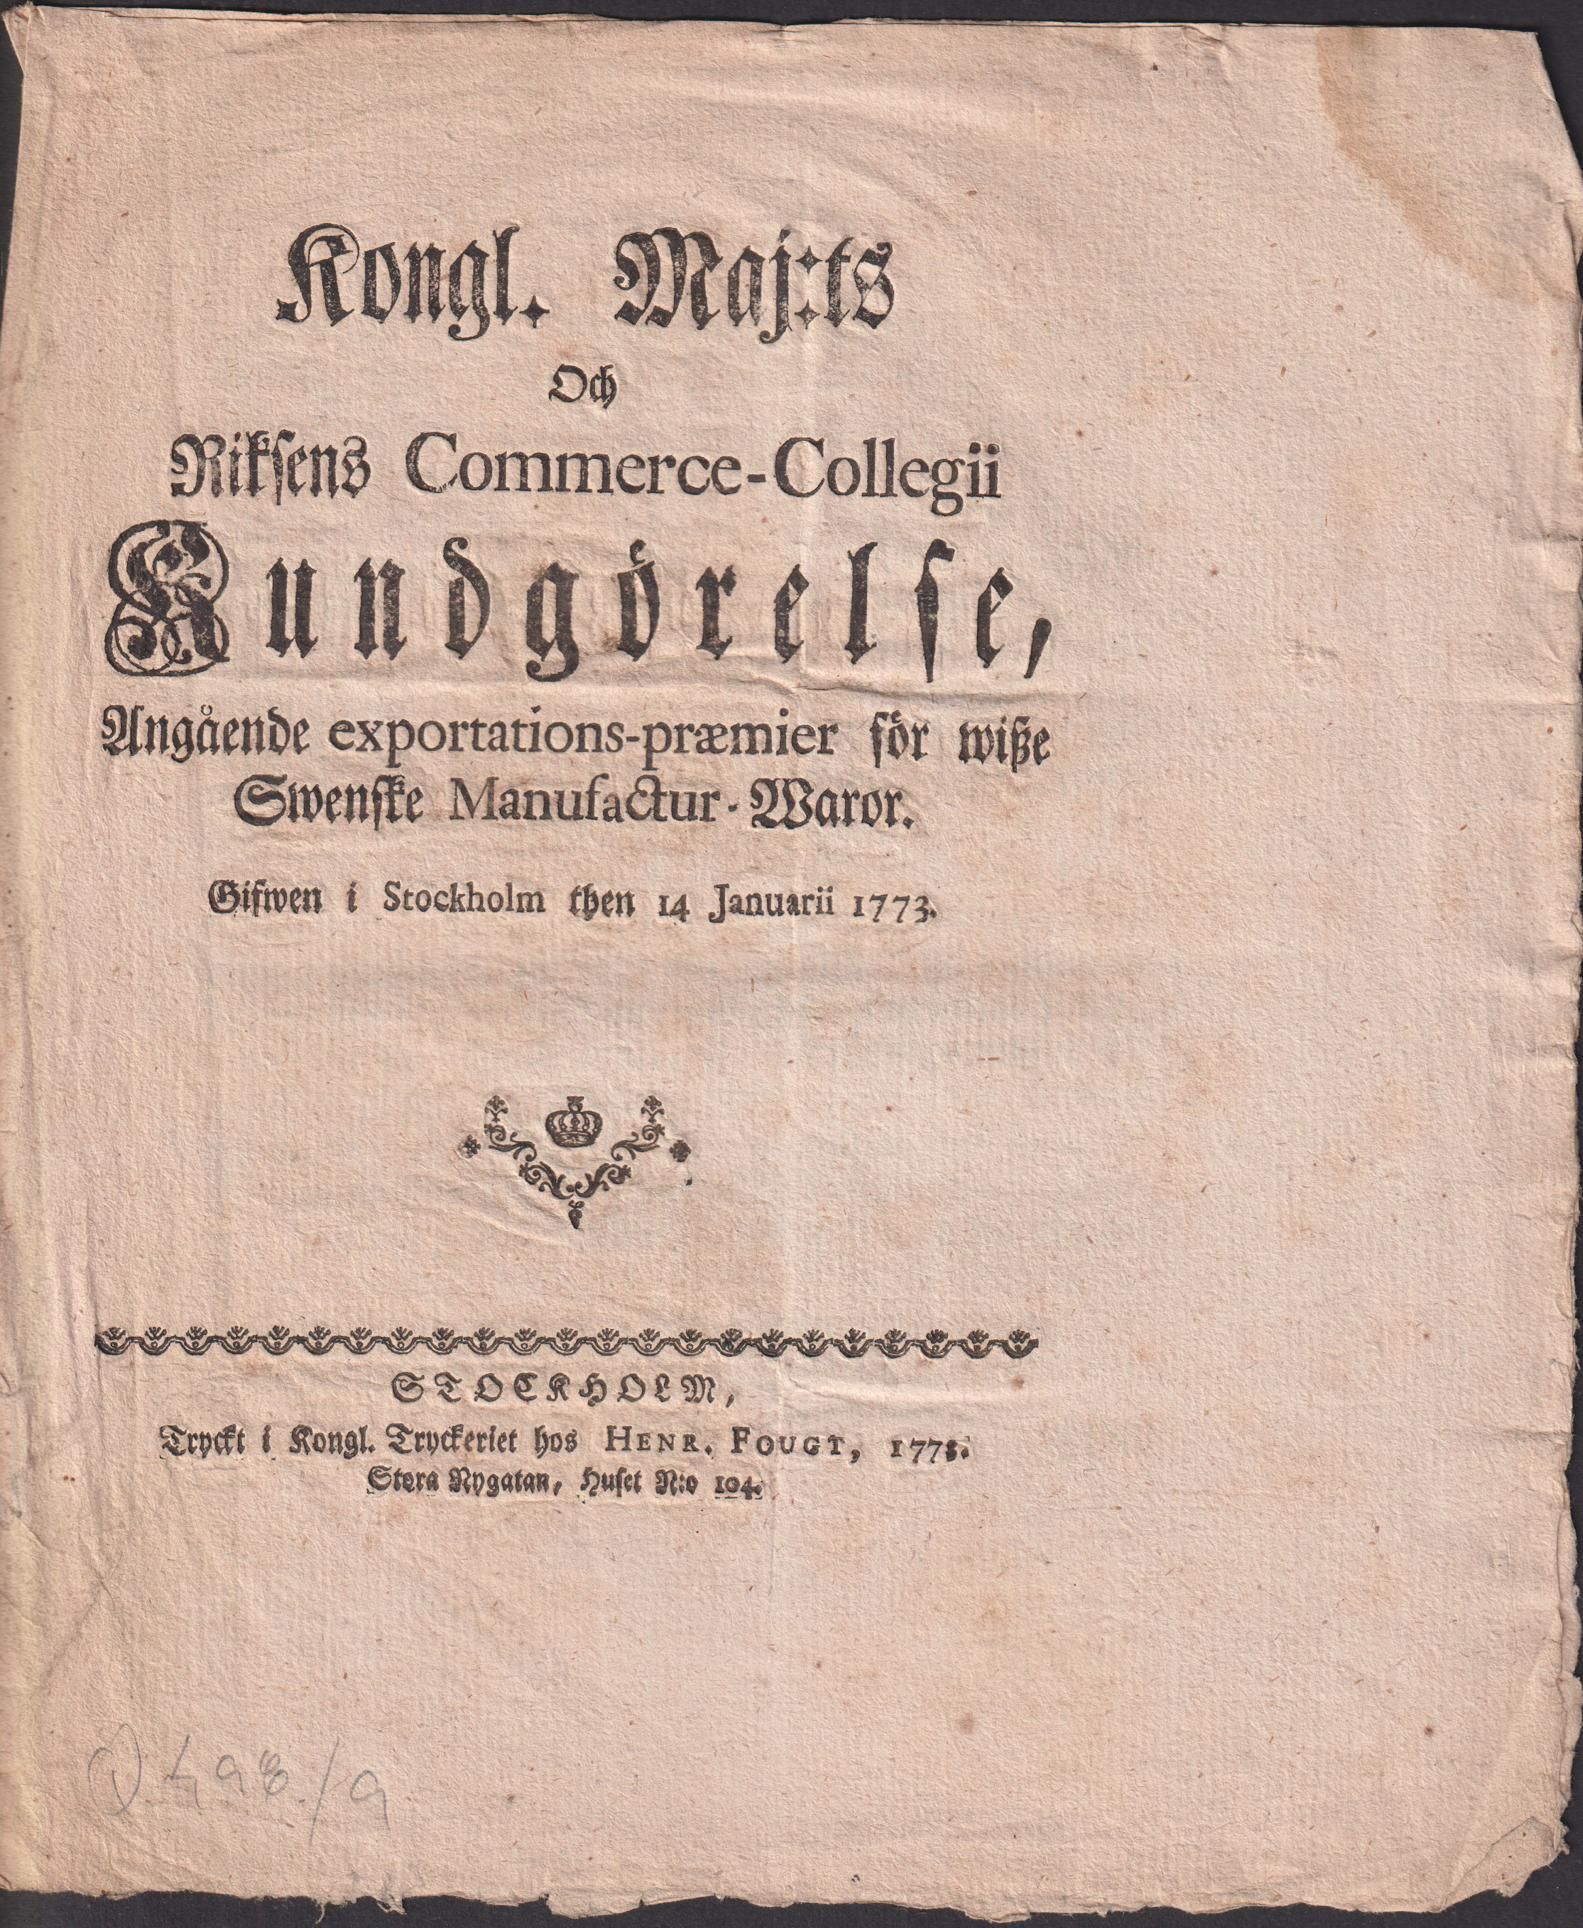 Kongl. Maj:ts
Och
Riksens Commerce-Collegii
Kundgörelse,
Angående exportations-præmier för wiße
Swenske Manufactur-Waror.
Gifwen i Stockholm then 14 Januarii 1773.
STOCKHOLM,
Tryckt i Kongl. Tryckeriet hos HENR. FOUGT, 1773.
Stora Nygatan, Huset N:o 104.